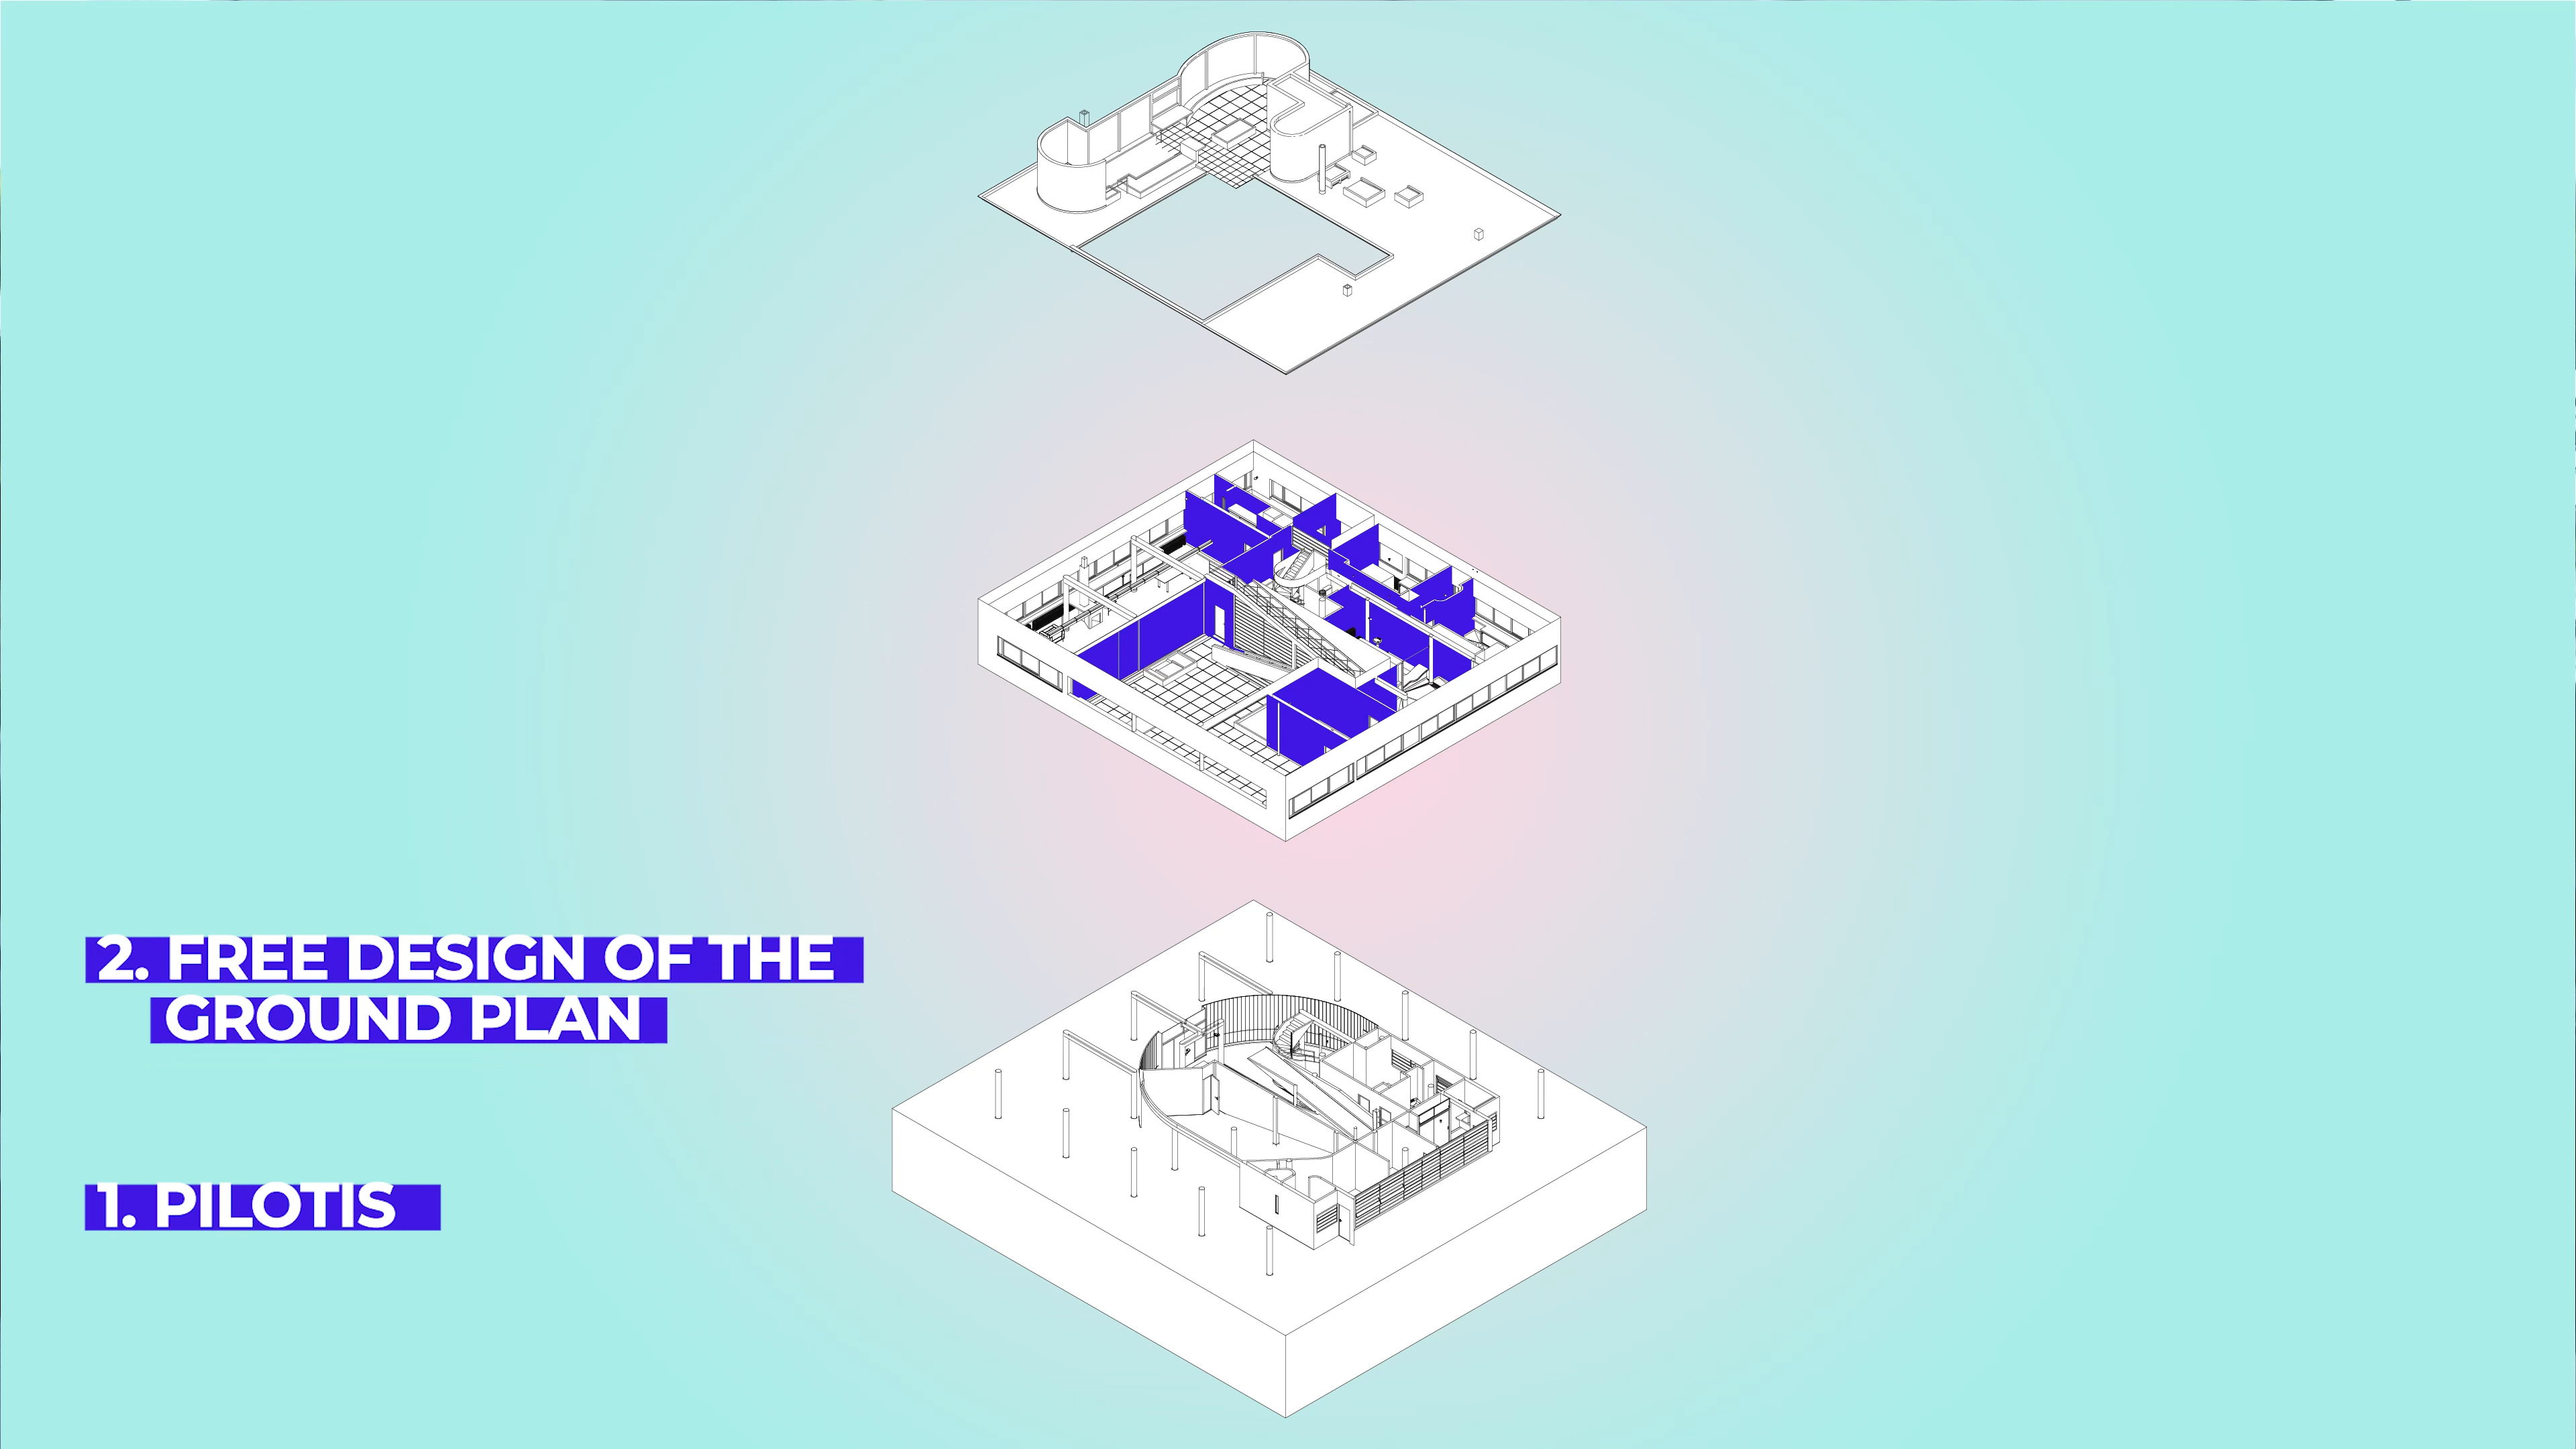 2. FREE DESIGN OF THE
GROUND PLAN
1. PILOTIS